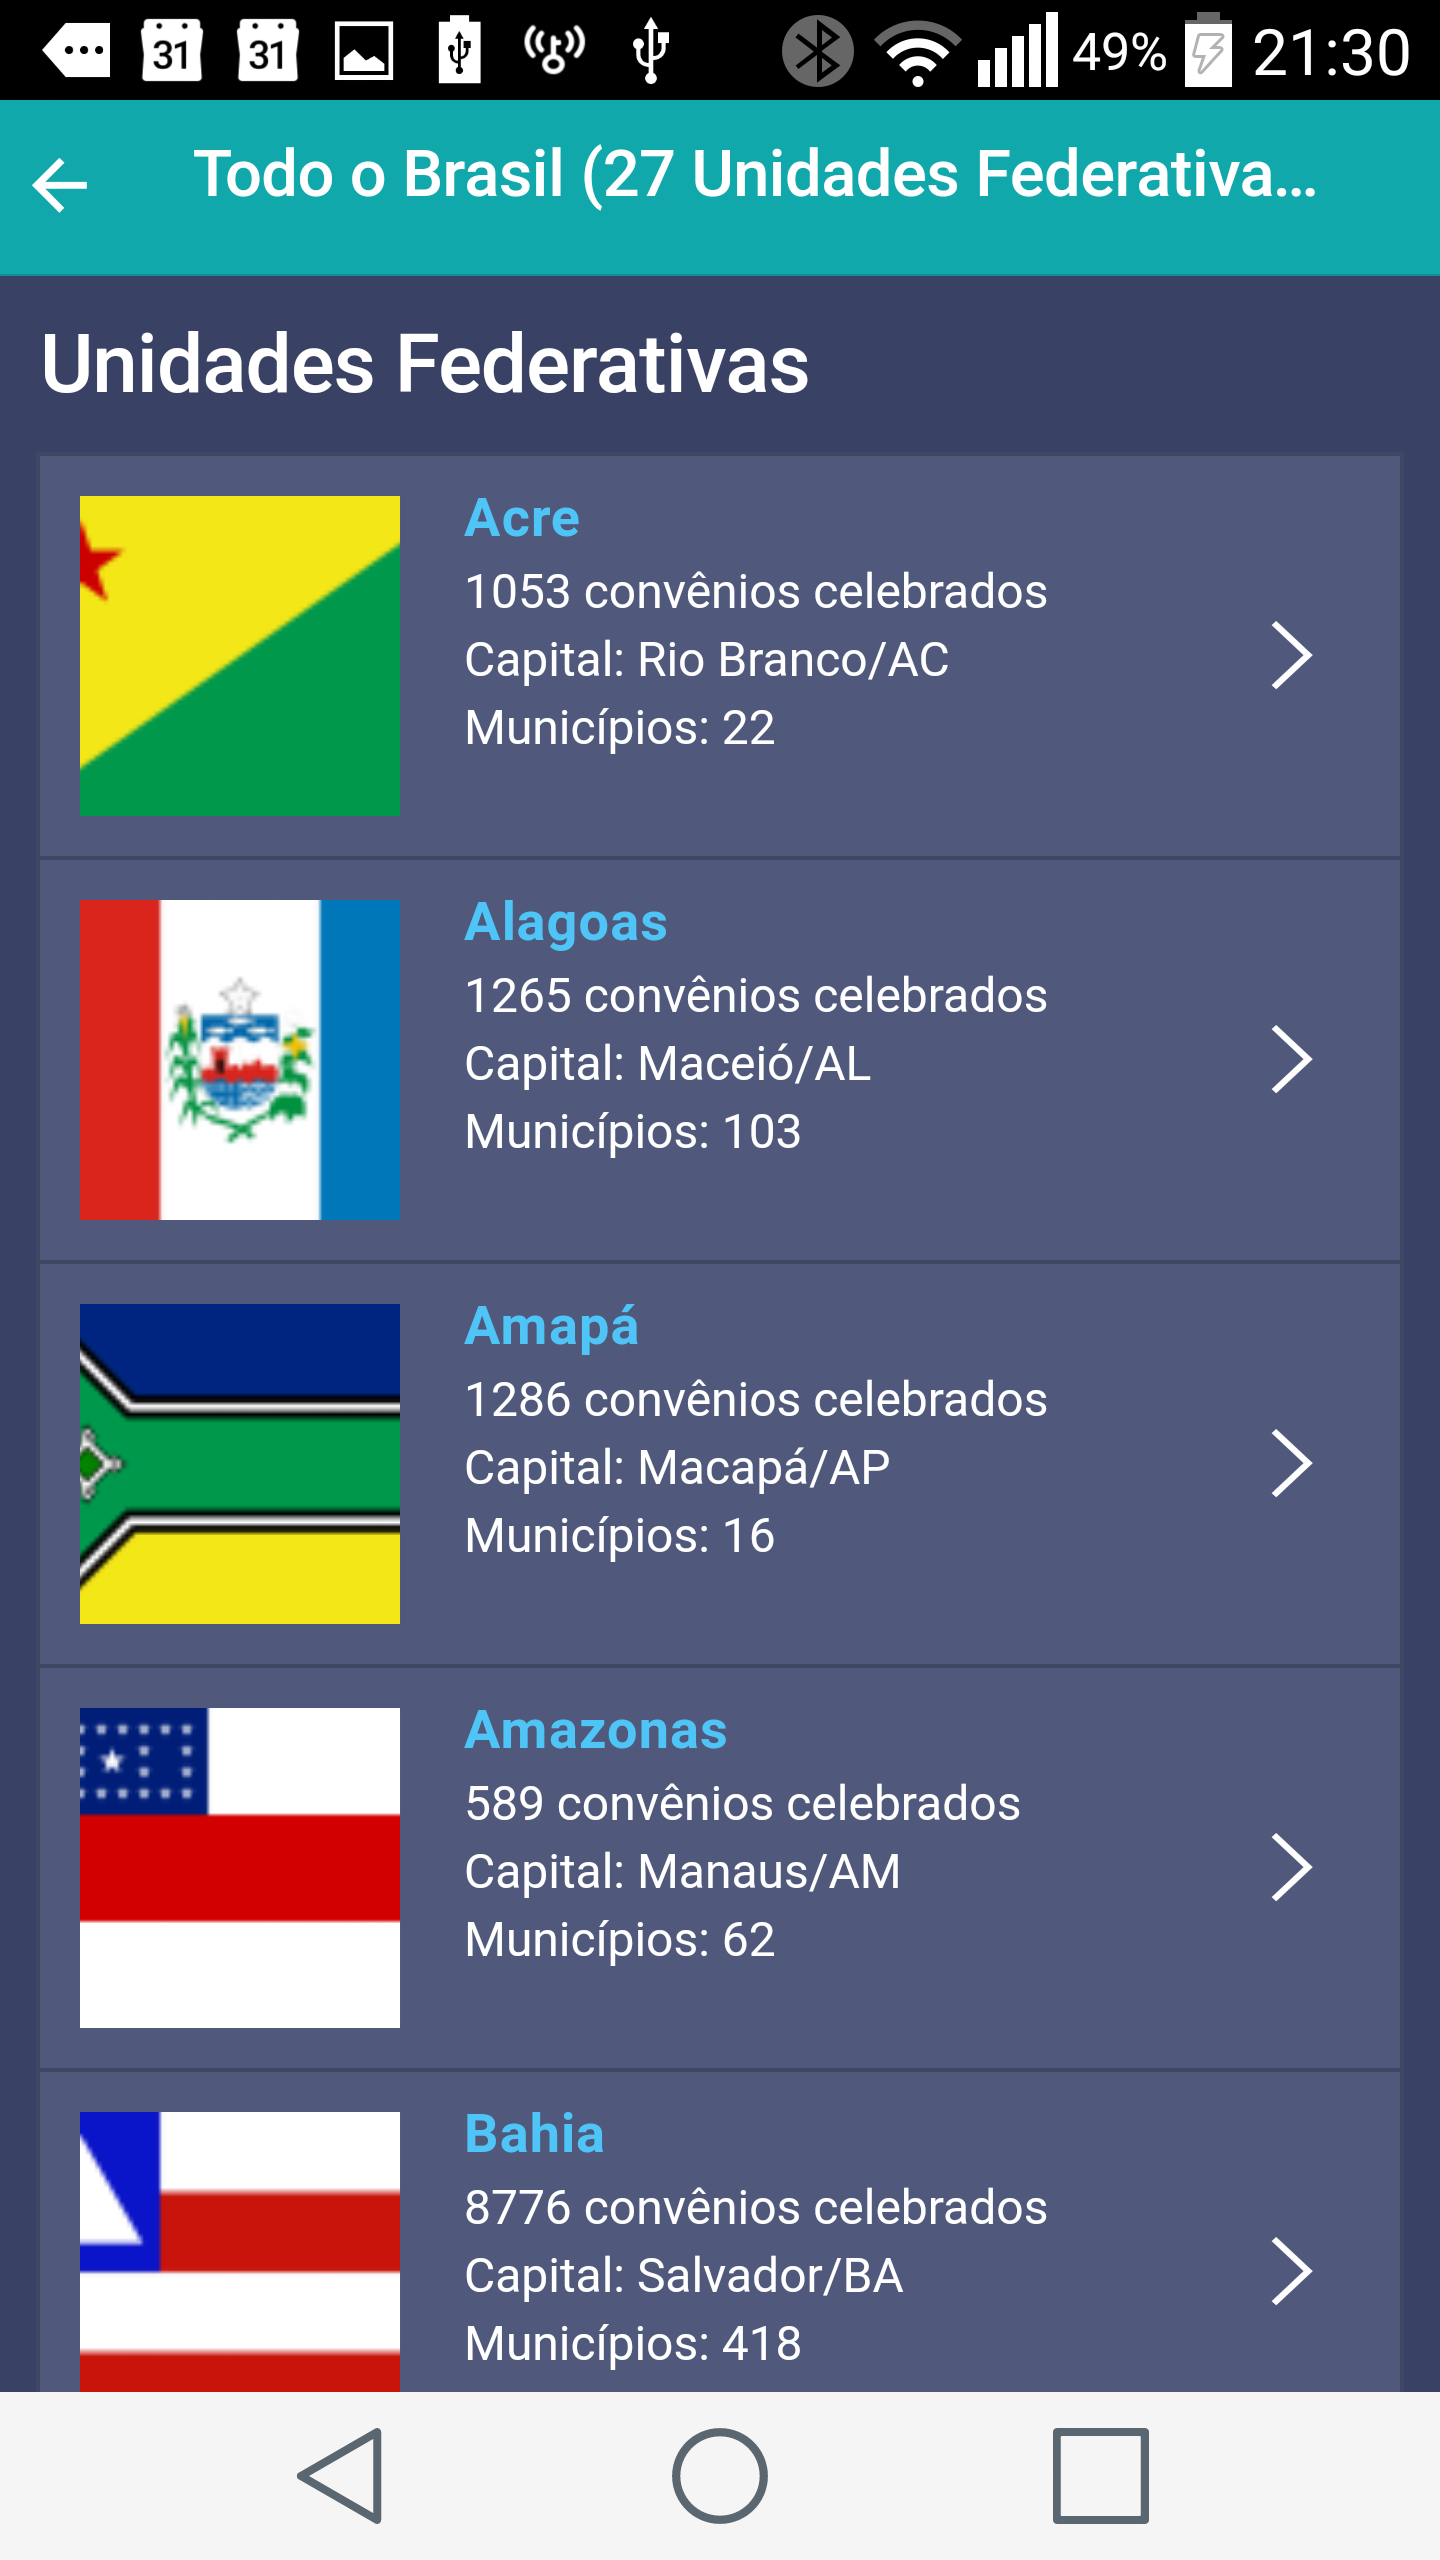 31
31
49%
21:30
Todo o Brasil (27 Unidades Federativa...
Unidades Federativas
Acre
1053 convênios celebrados
Capital: Rio Branco/AC
Municípios: 22
Alagoas
1265 convênios celebrados
Capital: Maceió/AL
Municípios: 103
Amapá
1286 convênios celebrados
Capital: Macapá/AP
Municípios: 16
Amazonas
589 convênios celebrados
Capital: Manaus/AM
Municípios: 62
Bahia
8776 convênios celebrados
Capital: Salvador/BA
Municípios: 418